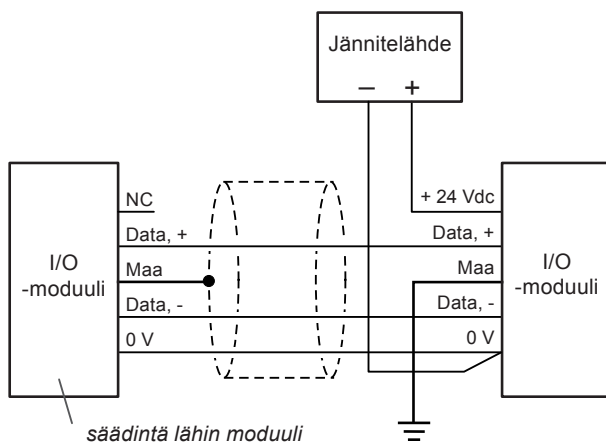 Jännitelähde
– +
NC
Data, +
Maa
Data, -
0 V
I/O
-moduuli
+ 24 Vdc
Data, +
Maa
Data, -
0 V
I/O
-moduuli
säädintä lähin moduuli